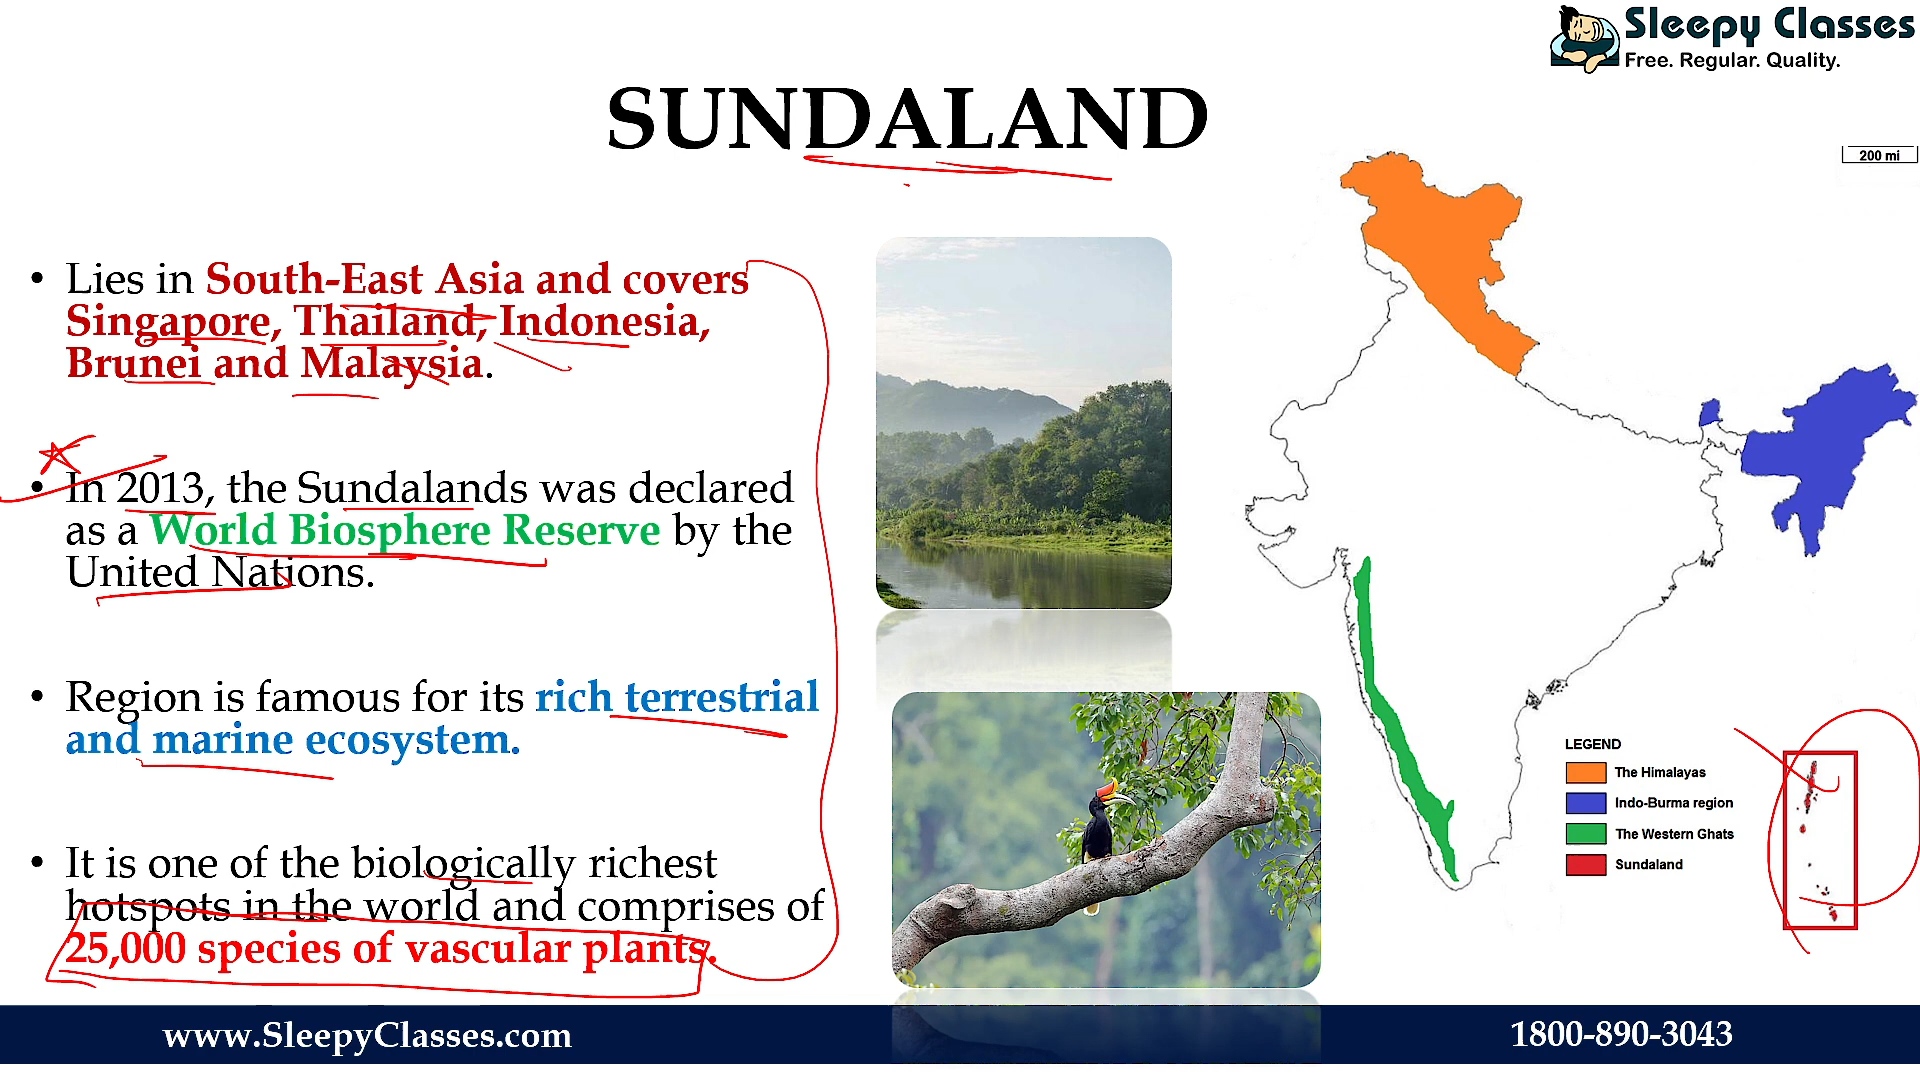 Sleepy Classes
Free. Regular. Quality.
SUNDALAND
200 mi
• Lies in South-East Asia and covers
Singapore, Thailand, Indonesia,
Brunei and Malaysia.
• In 2013, the Sundalands was declared
as a World Biosphere Reserve by the
United Nations.
• Region is famous for its rich terrestrial
and marine ecosystem.
• It is one of the biologically richest
hotspots in the world and comprises of
25,000 species of vascular plants.
LEGEND
The Himalayas
Indo-Burma region
The Western Ghats
Sundaland
www.SleepyClasses.com
1800-890-3043